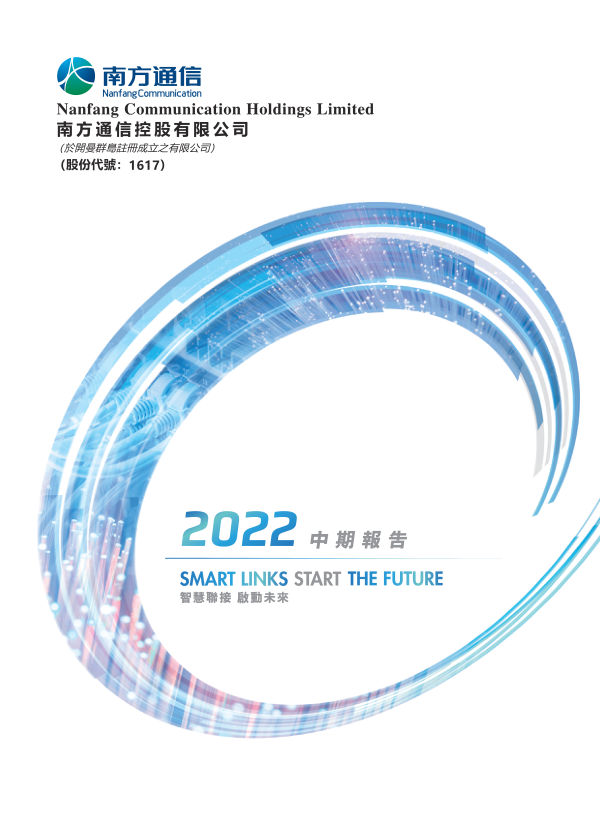 南方通信
NanfangCommunication
Nanfang Communication Holdings Limited
南方通信控股有限公司
（於開曼群島註冊成立之有限公司）
（股份代號：1617）
2022 中期報告
SMART LINKS START THE FUTURE
智慧聯接 啟動未來